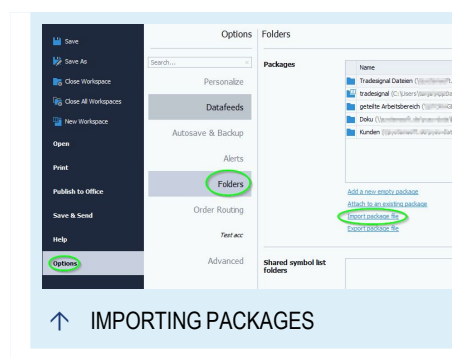 Save
Save As
Close Workspace
Close All Workspaces
New Workspace
Open
Print
Publish to Office
Save & Send
Help
Options
Options
Search...
Personalize
Datafeeds
Autosave & Backup
Alerts
Folders
Order Routing
Test acc
Advanced
Folders
Packages
Name
Tradesignal Dateien
tradesignal (C:\Users\
geteilte Arbeitsbereich
Doku
Kunden
Add a new empty package
Attach to an existing package
Import package file
Export package file
Shared symbol list
folders
IMPORTING PACKAGES